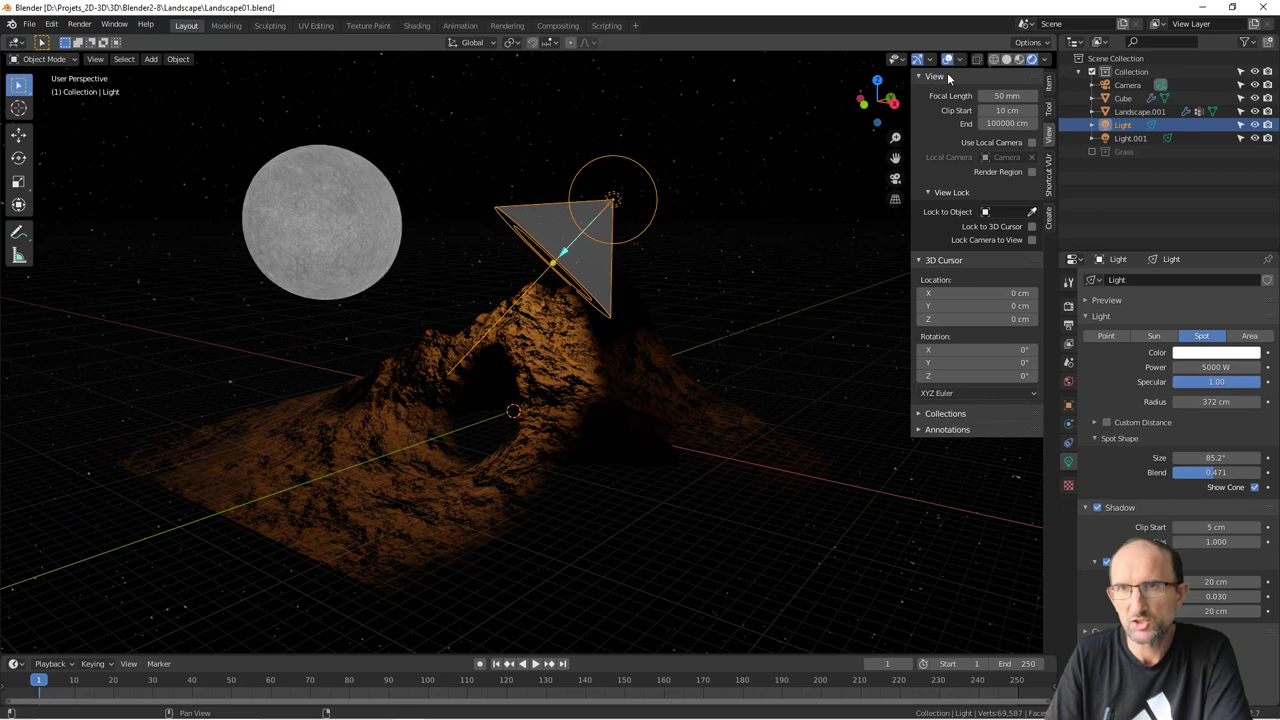 Blender [D:\Projets_2D-3D\3D\Blender2-8\Landscape\Landscape01.blend]
File Edit Render Window Help Layout Modeling Sculpting UV Editing Texture Paint Shading Animation Rendering Compositing Scripting + Scene View Layer
Global Options
Object Mode View Select Add Object
User Perspective
(1) Collection | Light
View
Focal Length 50 mm
Clip Start 10 cm
End 100000 cm
Use Local Camera
Local Camera Camera
Render Region
View Lock
Lock to Object
Lock to 3D Cursor
Lock Camera to View
3D Cursor
Location:
X 0 cm
Y 0 cm
Z 0 cm
Rotation:
X 0°
Y 0°
Z 0°
XYZ Euler
Collections
Annotations
Item
Tool
View
Shortcut VUr
Create
Z
Y
X
Scene Collection
Collection
Camera
Cube
Landscape.001
Light
Light.001
Grass
Light Light
Light
Preview
Light
Point Sun Spot Area
Color
Power 5000 W
Specular 1.00
Radius 372 cm
Custom Distance
Spot Shape
Size 85.2°
Blend 0.471
Show Cone
Shadow
Clip Start 5 cm
1.000
20 cm
0.030
20 cm
Playback Keying View Marker 1 Start 1 End 250
1 10 20 30 40 50 60 70 80 90 100 110 120 130 140 150 160 170 180 190 200 210 220 230 240 250
Pan View Collection | Light | Verts:69,587 |